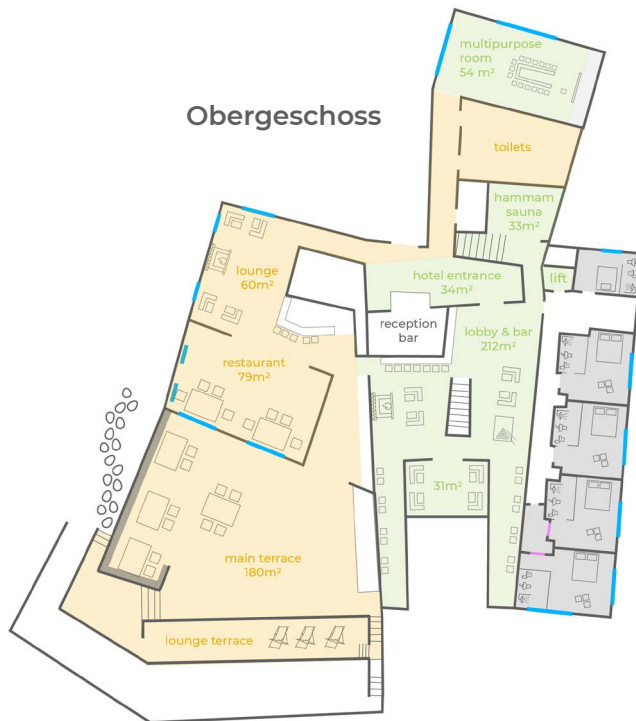 multipurpose
room
54 m²
Obergeschoss
toilets
hammam
sauna
33m²
lounge
60m²
hotel entrance
34m²
lift
reception
bar
lobby & bar
212m²
restaurant
79m²
31m²
main terrace
180m²
lounge terrace